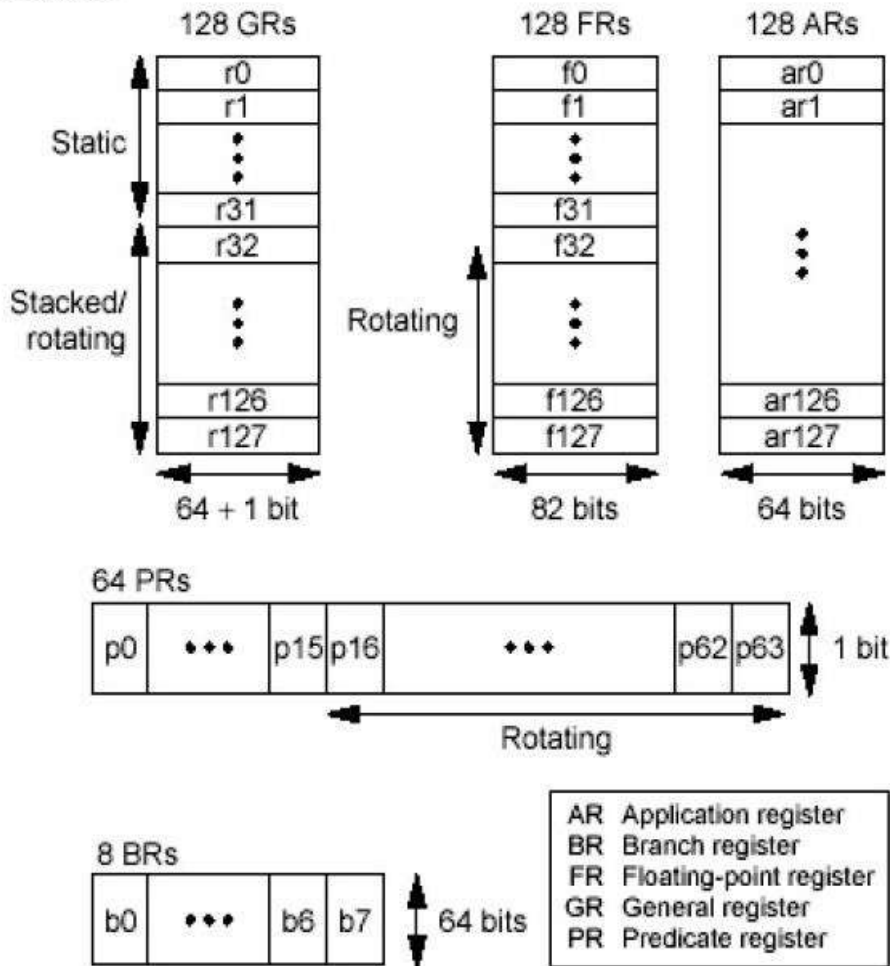 128 GRs
128 FRs
128 ARs
r0
f0
ar0
r1
f1
ar1
Static
r31
f31
r32
f32
Stacked/
rotating
Rotating
r126
f126
ar126
r127
f127
ar127
64 + 1 bit
82 bits
64 bits
64 PRs
p0
p15
p16
p62
p63
1 bit
Rotating
8 BRs
b0
b6
b7
64 bits
AR Application register
BR Branch register
FR Floating-point register
GR General register
PR Predicate register